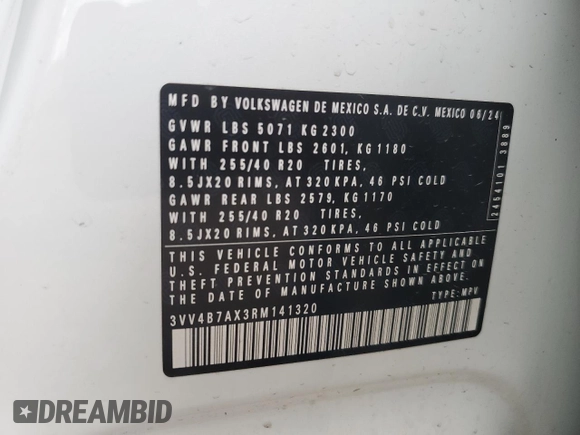 MFD BY VOLKSWAGEN DE MEXICO S.A. DE C.V. MEXICO 06/24
GVWR LBS 5071 KG 2300
GAWR FRONT LBS 2601, KG 1180
WITH 255/40 R20 TIRES,
8.5JX20 RIMS, AT 320 KPA, 46 PSI COLD
GAWR REAR LBS 2579, KG 1170
WITH 255/40 R20 TIRES,
8.5JX20 RIMS, AT 320 KPA, 46 PSI COLD
THIS VEHICLE CONFORMS TO ALL APPLICABLE
U.S. FEDERAL MOTOR VEHICLE SAFETY AND
THEFT PREVENTION STANDARDS IN EFFECT ON
THE DATE OF MANUFACTURE SHOWN ABOVE.
3VV4B7AX3RM141320 TYPE: MPV
2454101 3889
DREAMBID